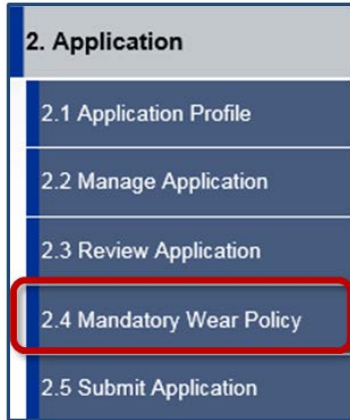 2. Application
2.1 Application Profile
2.2 Manage Application
2.3 Review Application
2.4 Mandatory Wear Policy
2.5 Submit Application